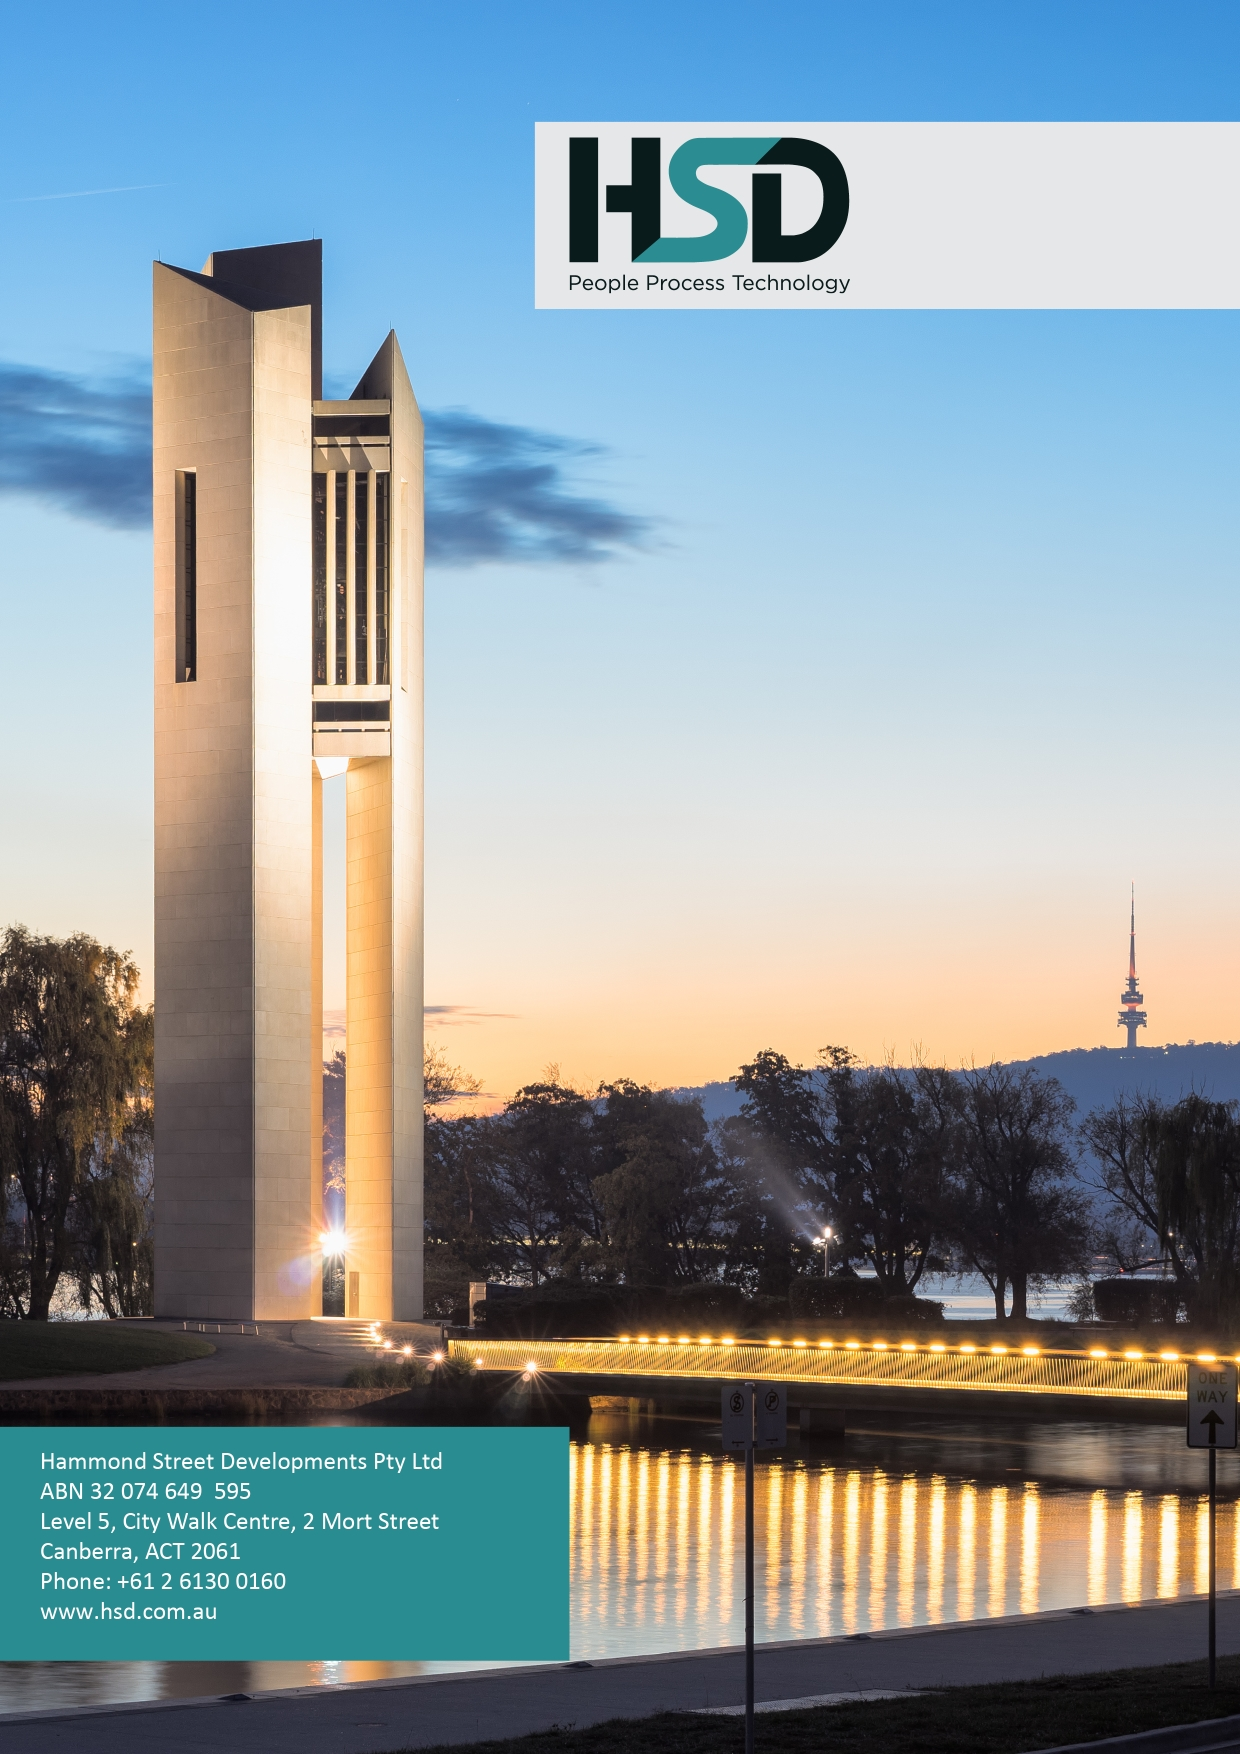 HSD
People Process Technology
ONE
WAY
Hammond Street Developments Pty Ltd
ABN 32 074 649  595
Level 5, City Walk Centre, 2 Mort Street
Canberra, ACT 2061
Phone: +61 2 6130 0160
www.hsd.com.au